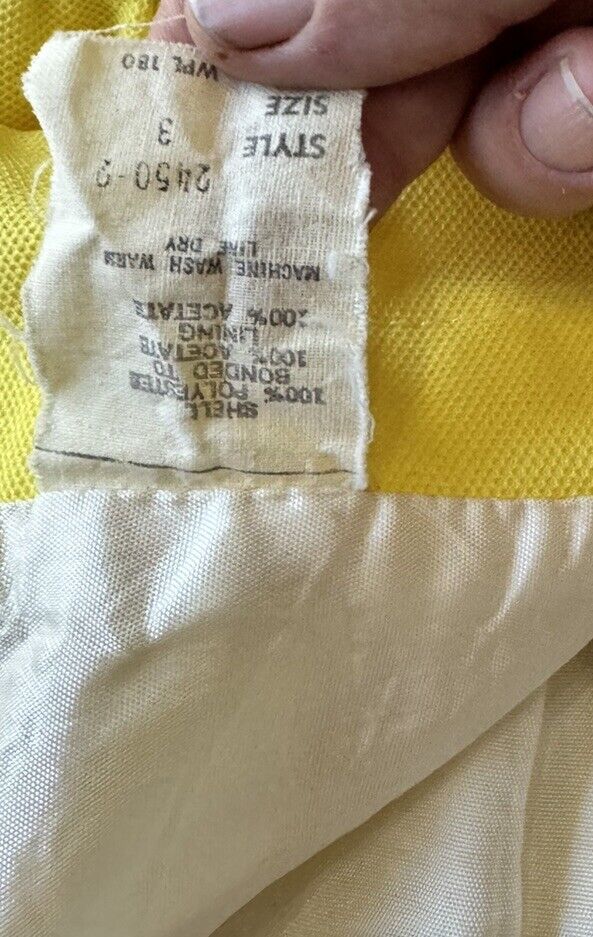 SHELL
100% POLYESTER
BONDED TO
100% ACETATE
LINING
100% ACETATE
MACHINE WASH WARM
LINE DRY
STYLE 2450-2
SIZE 3
WPL 180